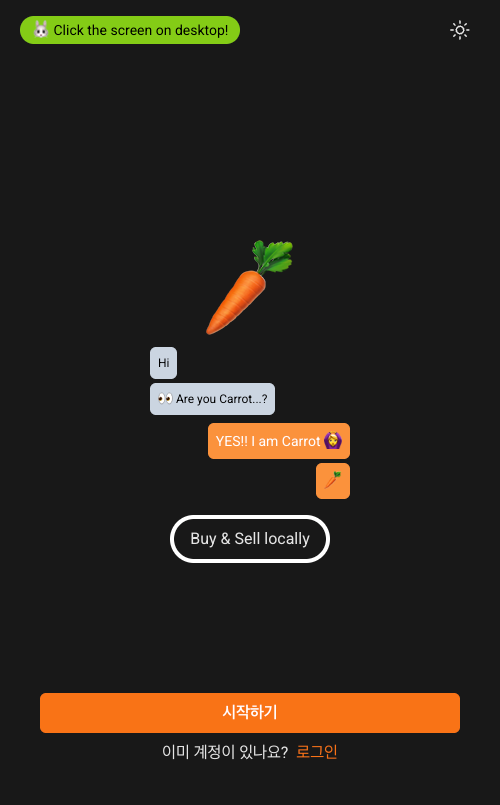 🐰 Click the screen on desktop!
Hi
👀 Are you Carrot...?
YES!! I am Carrot 🙆‍♀️
🥕
Buy & Sell locally
시작하기
이미 계정이 있나요? 로그인